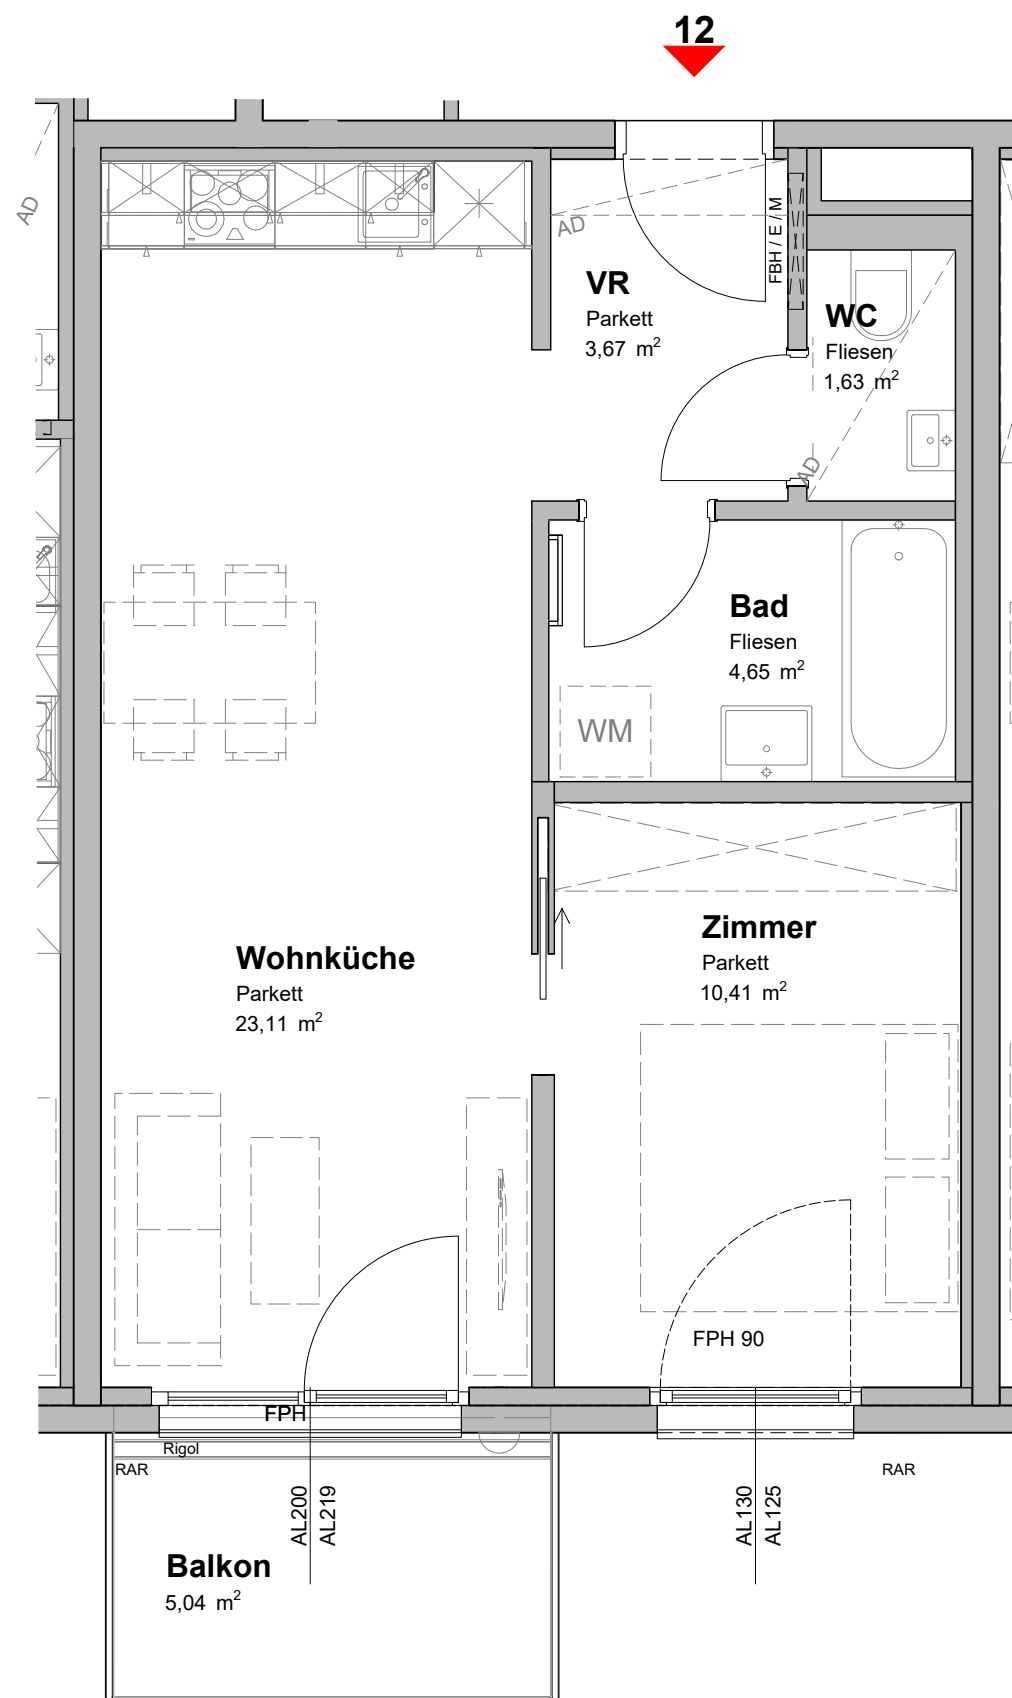 12
AD
AD
FBH / E / M
VR
Parkett
3,67 m²
WC
Fliesen
1,63 m²
AD
Bad
Fliesen
4,65 m²
WM
Zimmer
Parkett
10,41 m²
Wohnküche
Parkett
23,11 m²
FPH 90
FPH
Rigol
RAR
RAR
AL200
AL219
AL130
AL125
Balkon
5,04 m²